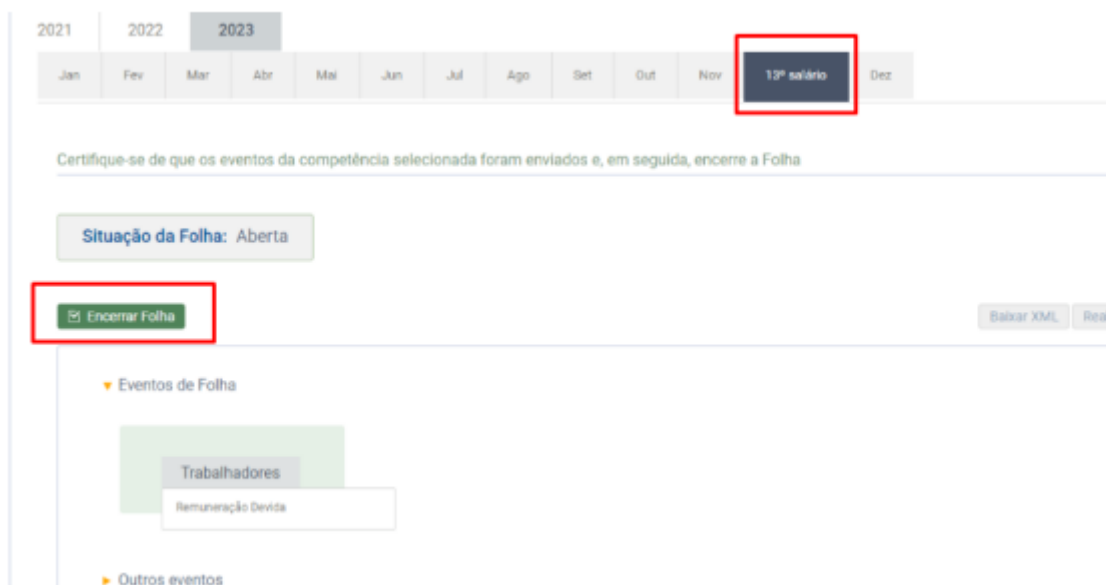 2021 2022 2023
Jan Fev Mar Abr Mai Jun Jul Ago Set Out Nov 13º salário Dez
Certifique-se de que os eventos da competência selecionada foram enviados e, em seguida, encerre a Folha
Situação da Folha: Aberta
Encerrar Folha
Baixar XML Rea
Eventos de Folha
Trabalhadores
Remuneração Devida
Outros eventos